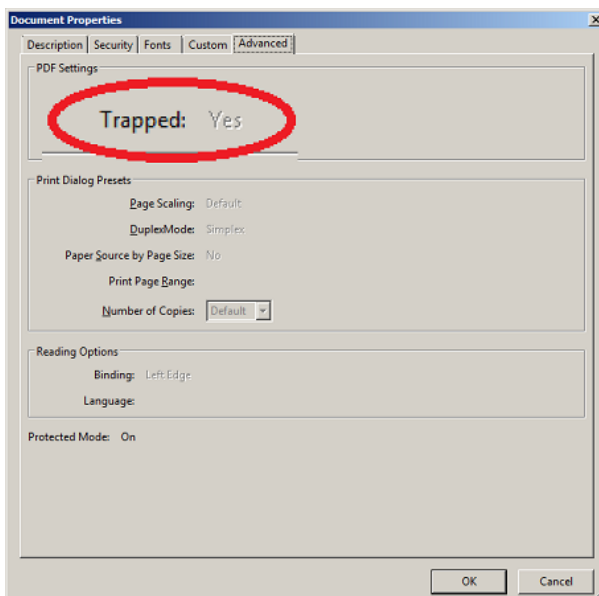 Document Properties
Description Security Fonts Custom Advanced
PDF Settings
Trapped: Yes
Print Dialog Presets
Page Scaling: Default
DuplexMode: Simplex
Paper Source by Page Size: No
Print Page Range:
Number of Copies: Default
Reading Options
Binding: Left Edge
Language:
Protected Mode: On
OK Cancel